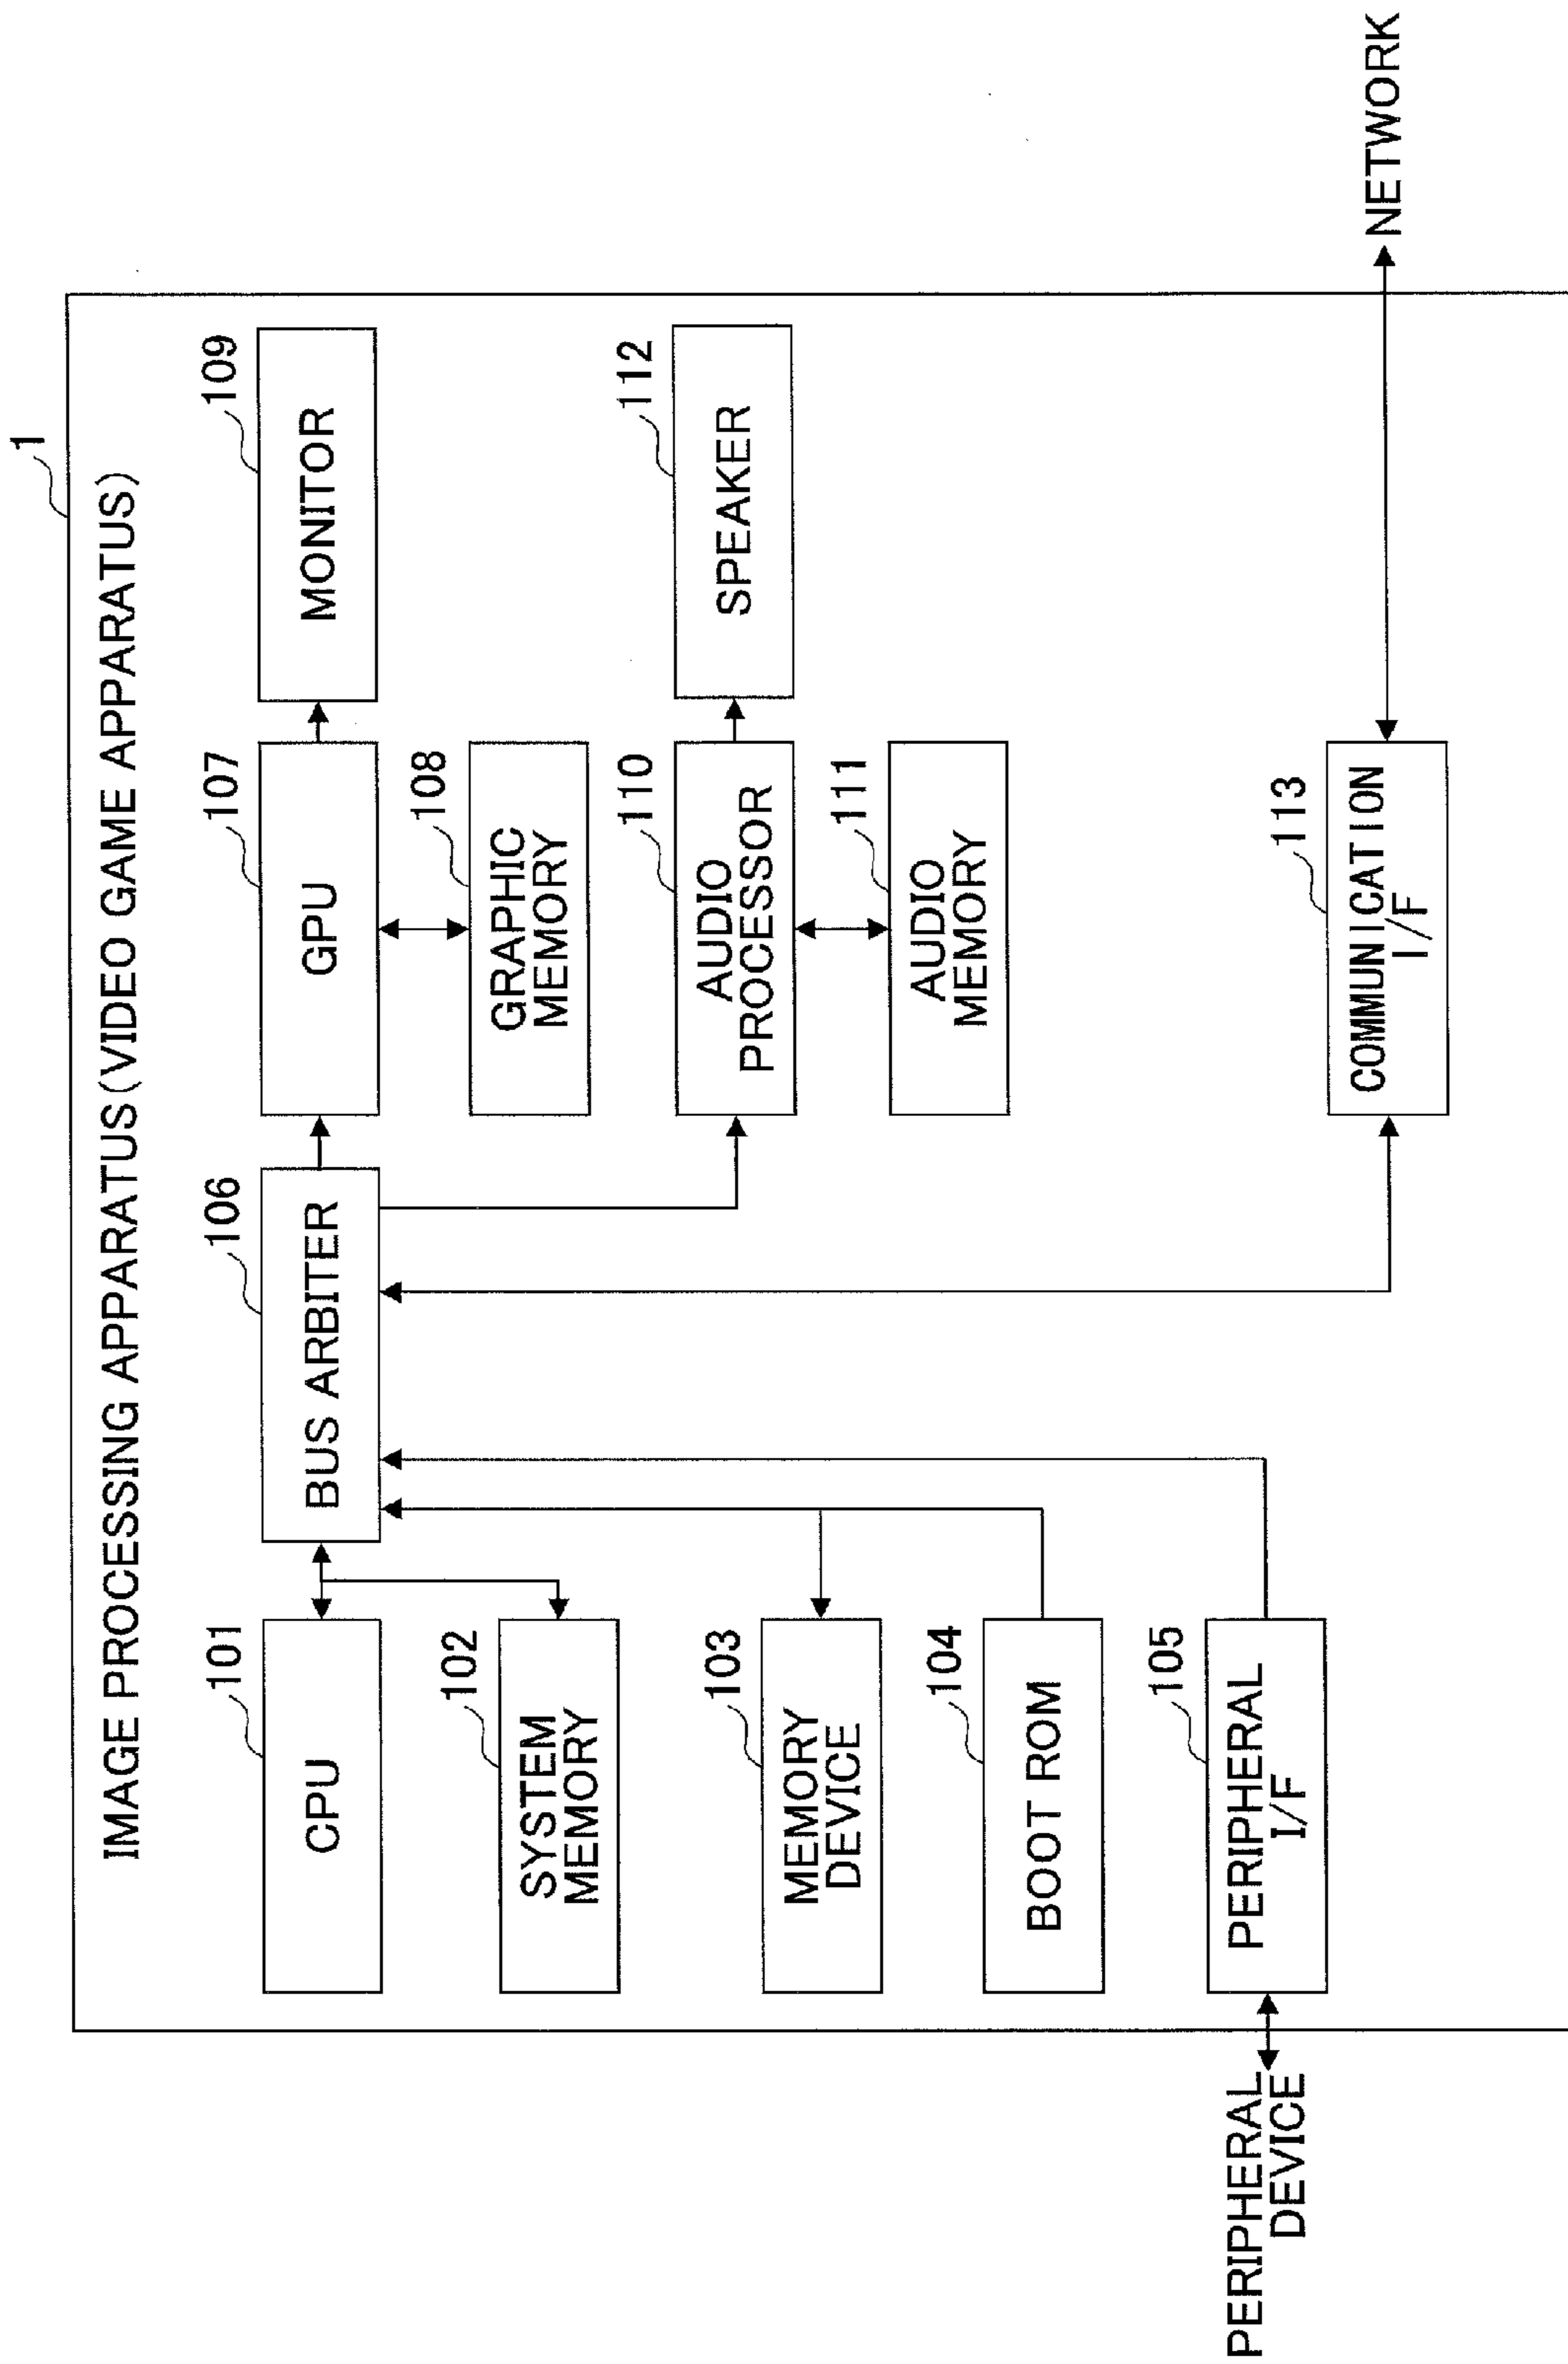 1
IMAGE PROCESSING APPARATUS(VIDEO GAME APPARATUS)
101
CPU
106
BUS ARBITER
107
GPU
109
MONITOR
102
SYSTEM
MEMORY
108
GRAPHIC
MEMORY
103
MEMORY
DEVICE
110
AUDIO
PROCESSOR
112
SPEAKER
104
BOOT ROM
111
AUDIO
MEMORY
105
PERIPHERAL
I/F
PERIPHERAL
DEVICE
113
COMMUNICATION
I/F
NETWORK